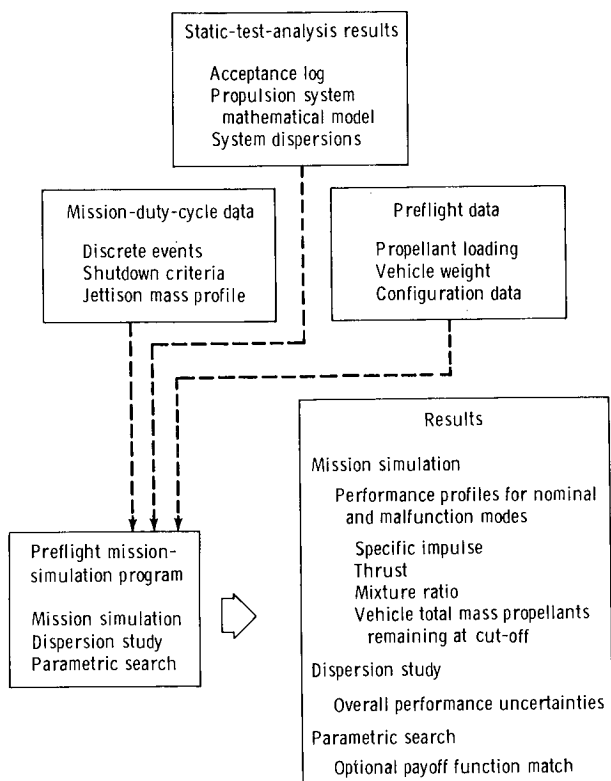 Static-test-analysis results
Acceptance log
Propulsion system
mathematical model
System dispersions
Mission-duty-cycle data
Discrete events
Shutdown criteria
Jettison mass profile
Preflight data
Propellant loading
Vehicle weight
Configuration data
Preflight mission-
simulation program
Mission simulation
Dispersion study
Parametric search
Results
Mission simulation
Performance profiles for nominal
and malfunction modes
Specific impulse
Thrust
Mixture ratio
Vehicle total mass propellants
remaining at cut-off
Dispersion study
Overall performance uncertainties
Parametric search
Optional payoff function match